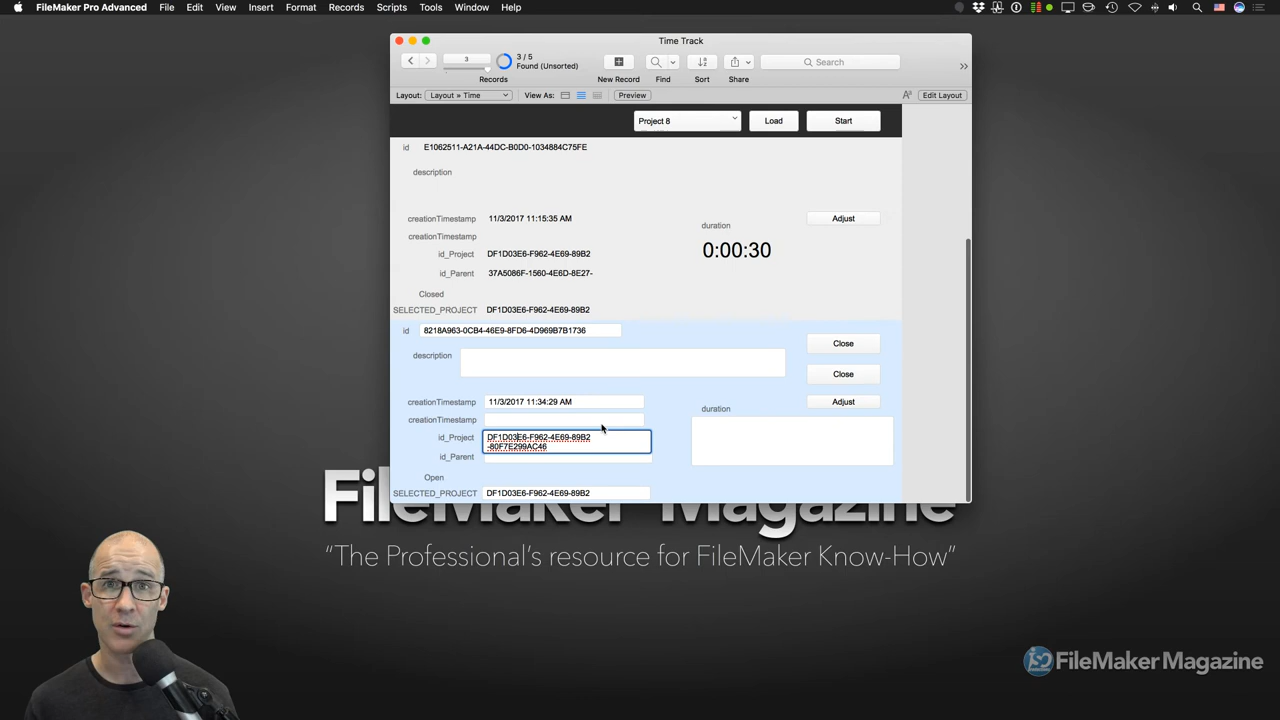 FileMaker Pro Advanced File Edit View Insert Format Records Scripts Tools Window Help
Time Track
3
3 / 5
Found (Unsorted)
Search
Records
New Record
Find
Sort
Share
Layout: Layout » Time View As: Preview Edit Layout
Project 8
Load
Start
id E1062511-A21A-44DC-B0D0-1034884C75FE
description
creationTimestamp 11/3/2017 11:15:35 AM
Adjust
duration
creationTimestamp
0:00:30
id_Project DF1D03E6-F962-4E69-89B2
id_Parent 37A5086F-1560-4E6D-8E27-
Closed
SELECTED_PROJECT DF1D03E6-F962-4E69-89B2
id 8218A963-0CB4-46E9-8FD6-4D969B7B1736
Close
description
Close
creationTimestamp 11/3/2017 11:34:29 AM
Adjust
duration
creationTimestamp
id_Project DF1D03E6-F962-4E69-89B2
-80F7E299AC46
id_Parent
Open
SELECTED_PROJECT DF1D03E6-F962-4E69-89B2
FileMaker Magazine
“The Professional’s resource for FileMaker Know-How”
FileMaker Magazine